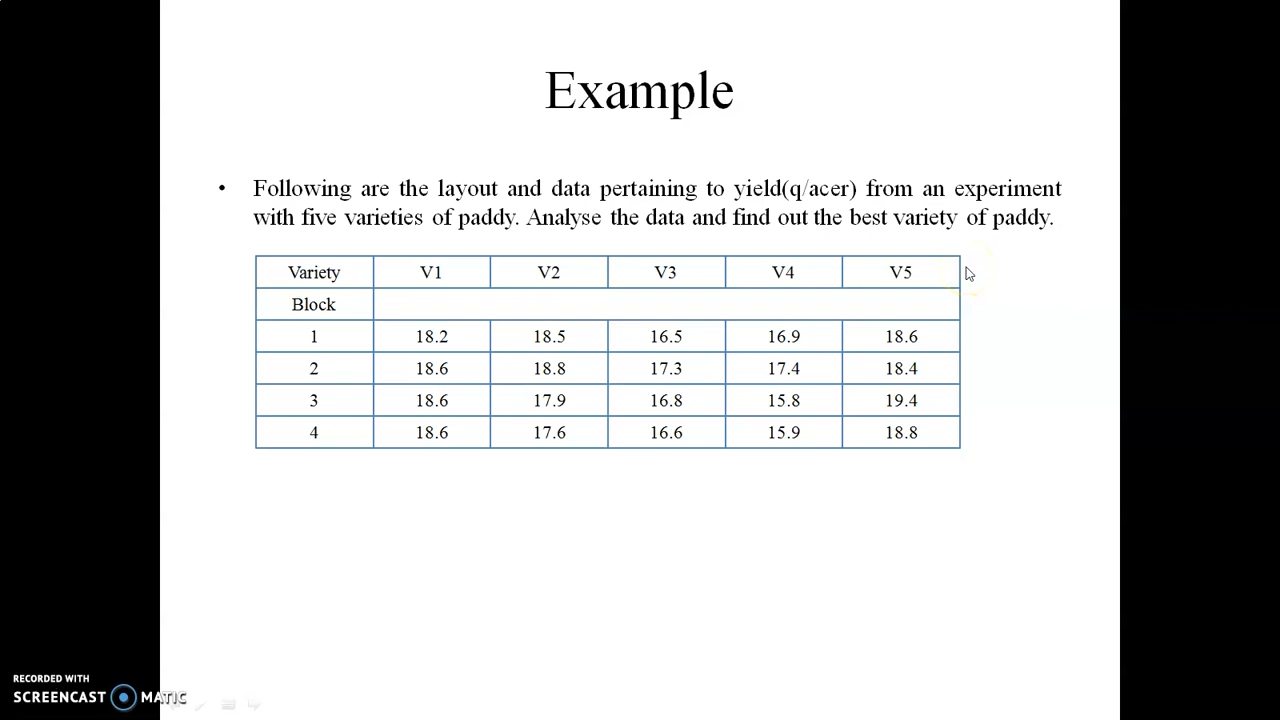 Example
• Following are the layout and data pertaining to yield(q/acer) from an experiment
with five varieties of paddy. Analyse the data and find out the best variety of paddy.
Variety V1 V2 V3 V4 V5
Block
1 18.2 18.5 16.5 16.9 18.6
2 18.6 18.8 17.3 17.4 18.4
3 18.6 17.9 16.8 15.8 19.4
4 18.6 17.6 16.6 15.9 18.8
RECORDED WITH
SCREENCAST MATIC